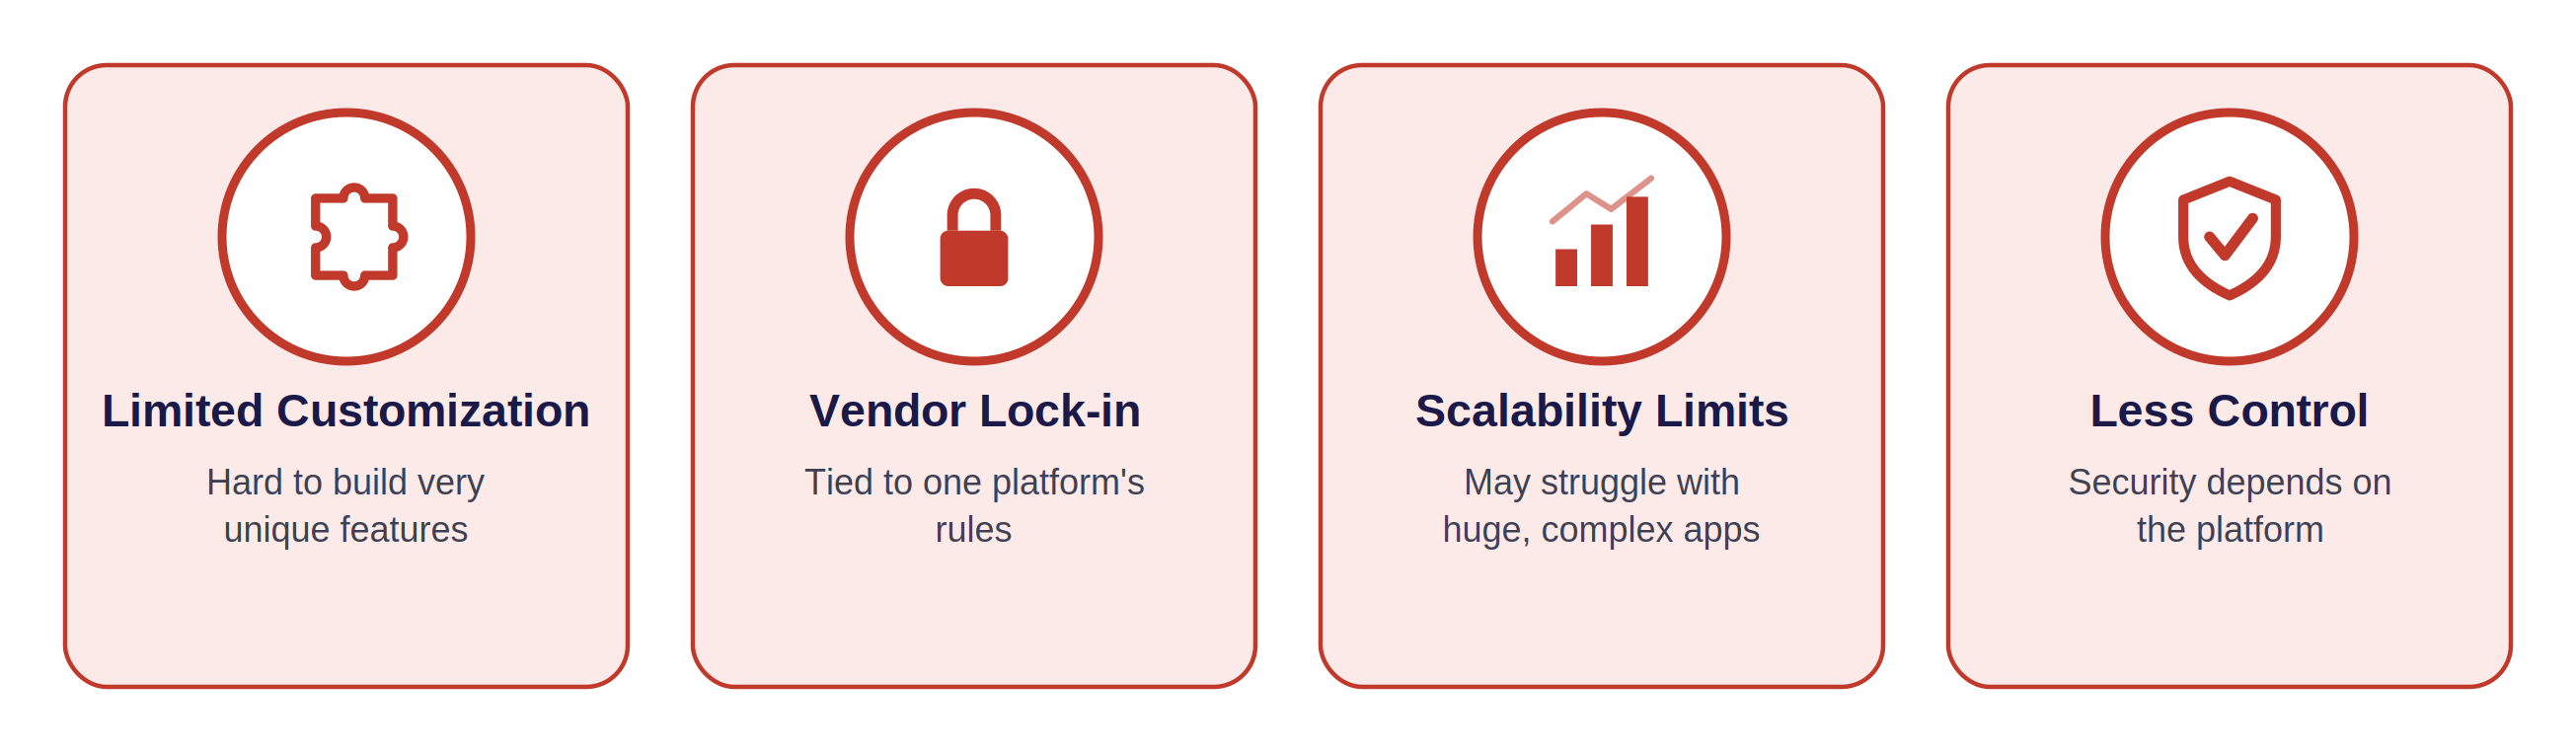 Limited Customization
Hard to build very
unique features
Vendor Lock-in
Tied to one platform's
rules
Scalability Limits
May struggle with
huge, complex apps
Less Control
Security depends on
the platform